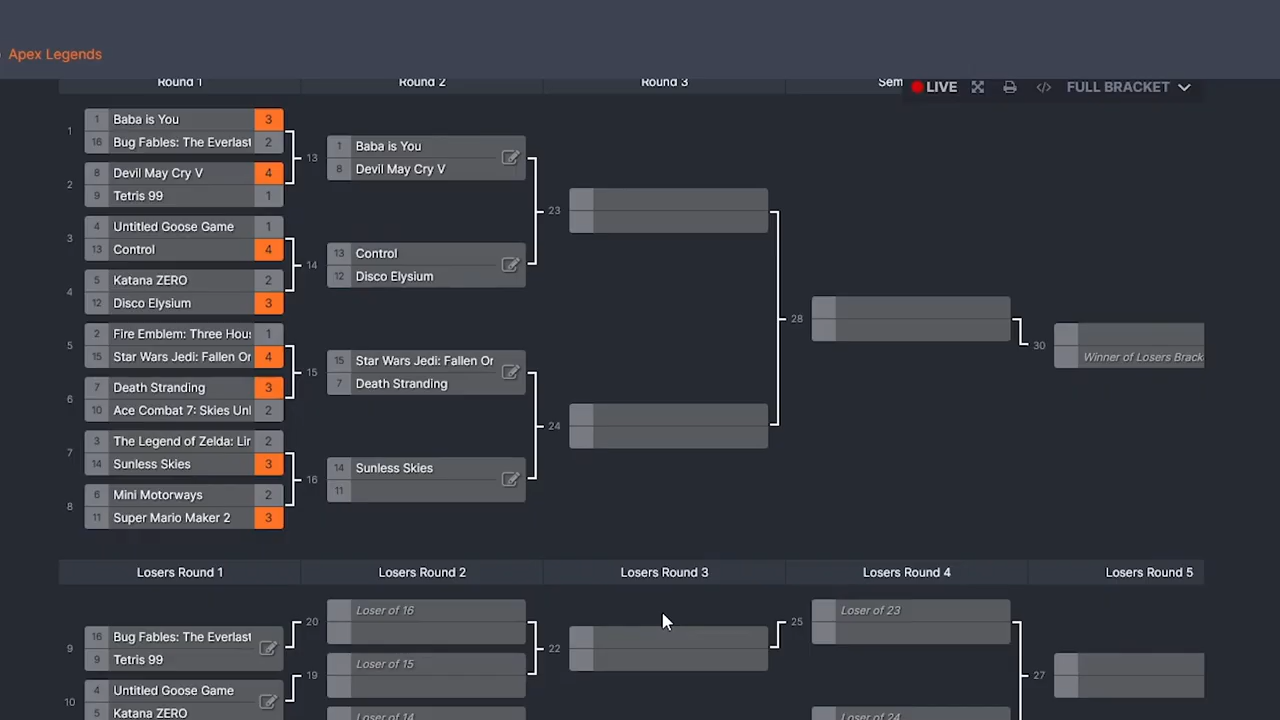 Apex Legends
Round 1
Round 2
Round 3
Sem
LIVE
FULL BRACKET
1
1 Baba is You 3
16 Bug Fables: The Everlast 2
2
8 Devil May Cry V 4
9 Tetris 99 1
3
4 Untitled Goose Game 1
13 Control 4
4
5 Katana ZERO 2
12 Disco Elysium 3
5
2 Fire Emblem: Three Hou 1
15 Star Wars Jedi: Fallen Or 4
6
7 Death Stranding 3
10 Ace Combat 7: Skies Unl 2
7
3 The Legend of Zelda: Lin 2
14 Sunless Skies 3
8
6 Mini Motorways 2
11 Super Mario Maker 2 3
13
1 Baba is You
8 Devil May Cry V
14
13 Control
12 Disco Elysium
15
15 Star Wars Jedi: Fallen Or
7 Death Stranding
16
14 Sunless Skies
11
23
24
28
30
Winner of Losers Brack
Losers Round 1
Losers Round 2
Losers Round 3
Losers Round 4
Losers Round 5
9
16 Bug Fables: The Everlast
9 Tetris 99
10
4 Untitled Goose Game
5 Katana ZERO
20
Loser of 16
19
Loser of 15
Loser of 14
22
25
Loser of 23
Loser of 24
27